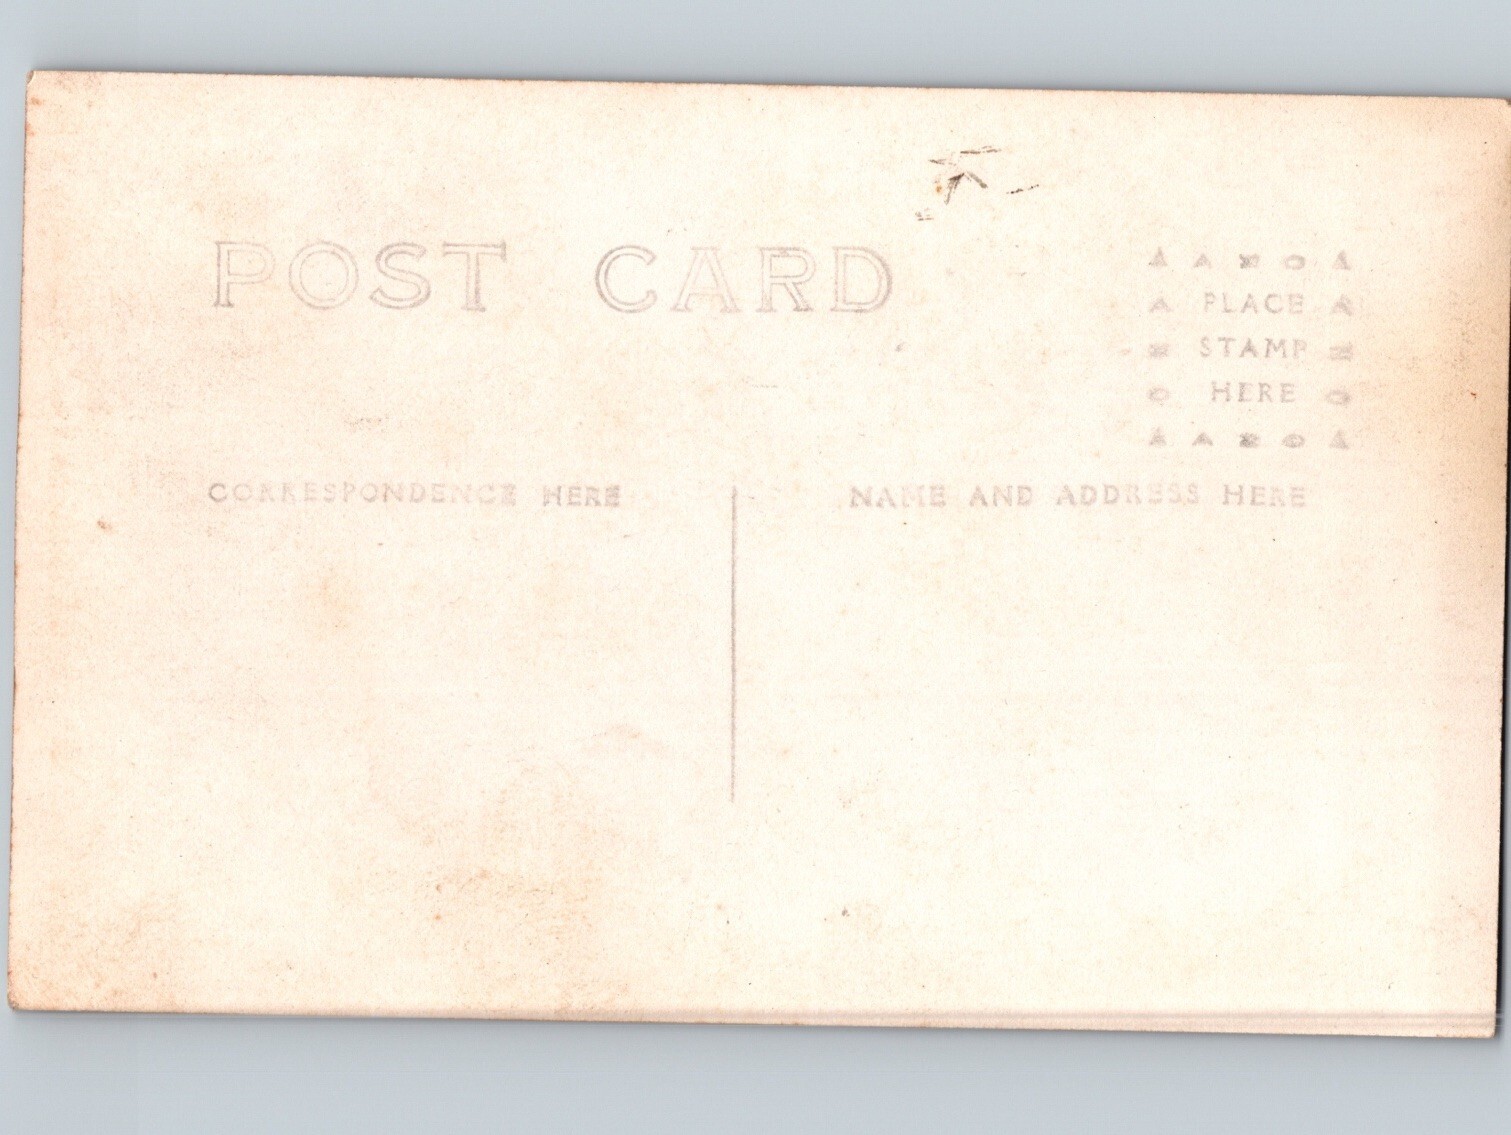 POST CARD
PLACE
STAMP
HERE
CORRESPONDENCE HERE
NAME AND ADDRESS HERE